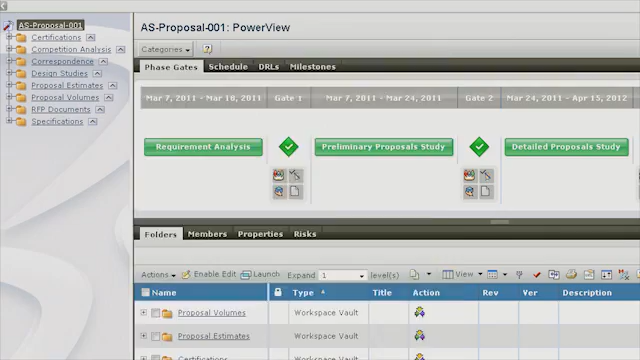 AS-Proposal-001
Certifications
Competition Analysis
Correspondence
Design Studies
Proposal Estimates
Proposal Volumes
RFP Documents
Specifications
AS-Proposal-001: PowerView
Categories
Phase Gates Schedule DRLs Milestones
Mar 7, 2011 - Mar 18, 2011 Gate 1 Mar 7, 2011 - Mar 24, 2011 Gate 2 Mar 24, 2011 - Apr 15, 2012
Requirement Analysis Preliminary Proposals Study Detailed Proposals Study
Folders Members Properties Risks
Actions Enable Edit Launch Expand 1 level(s) View
Name Type Title Action Rev Ver Description
Proposal Volumes Workspace Vault
Proposal Estimates Workspace Vault
Certifications Workspace Vault